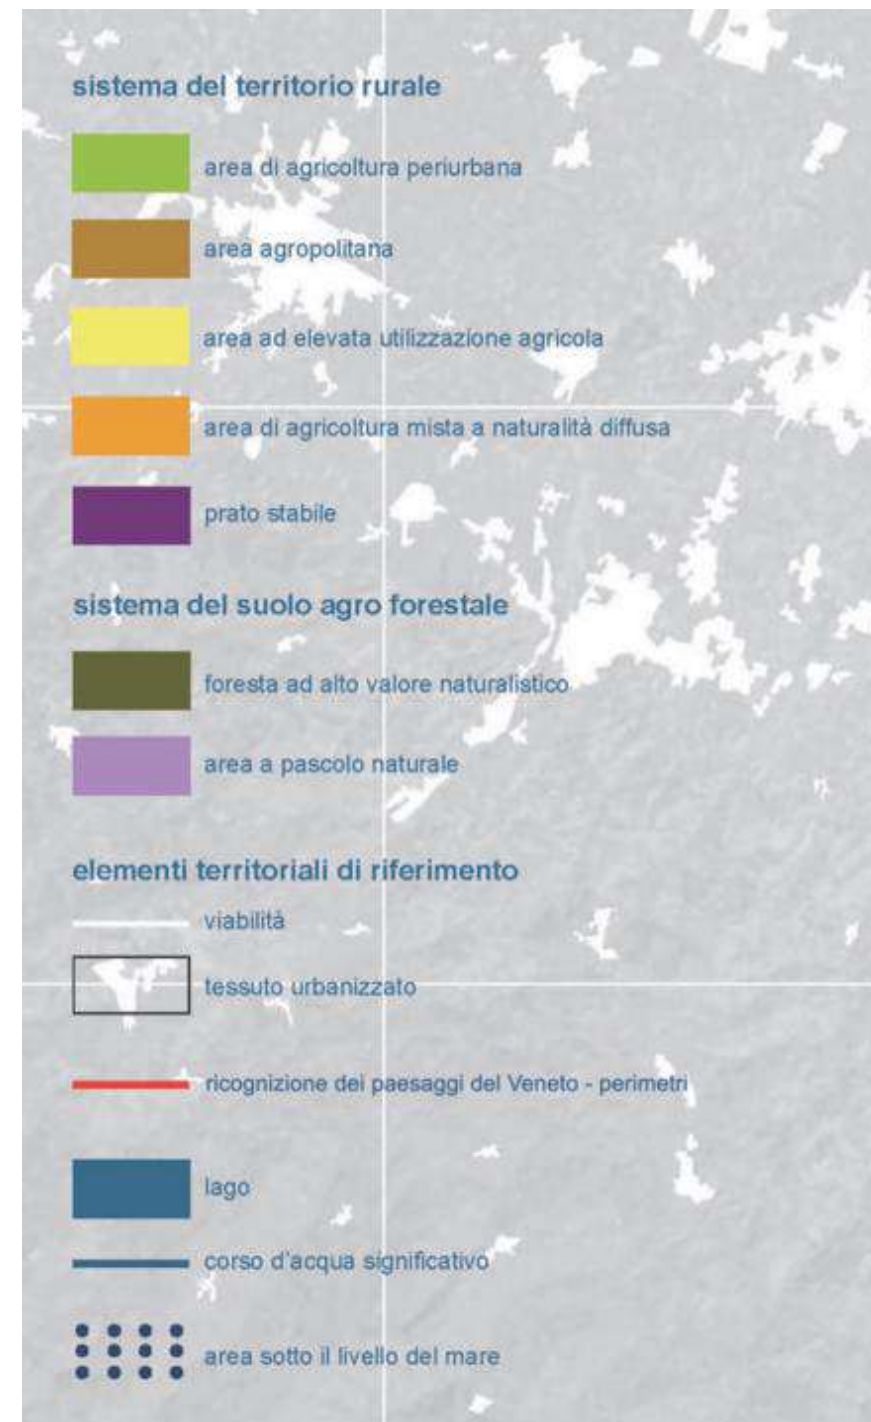 sistema del territorio rurale
area di agricoltura periurbana
area agropolitana
area ad elevata utilizzazione agricola
area di agricoltura mista a naturalità diffusa
prato stabile
sistema del suolo agro forestale
foresta ad alto valore naturalistico
area a pascolo naturale
elementi territoriali di riferimento
viabilità
tessuto urbanizzato
ricognizione dei paesaggi del Veneto - perimetri
lago
corso d'acqua significativo
area sotto il livello del mare